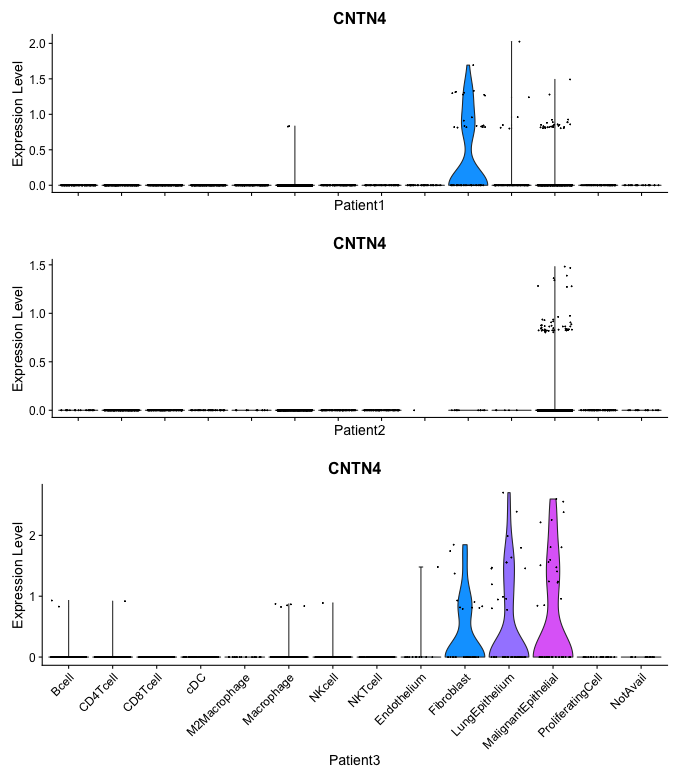 CNTN4
Expression Level
2.0
1.5
1.0
0.5
0.0
Patient1
CNTN4
Expression Level
1.5
1.0
0.5
0.0
Patient2
CNTN4
Expression Level
2
1
0
Bcell
CD4Tcell
CD8Tcell
cDC
M2Macrophage
Macrophage
NKcell
NKTcell
Endothelium
Fibroblast
LungEpithelium
MalignantEpithelial
ProliferatingCell
NotAvail
Patient3